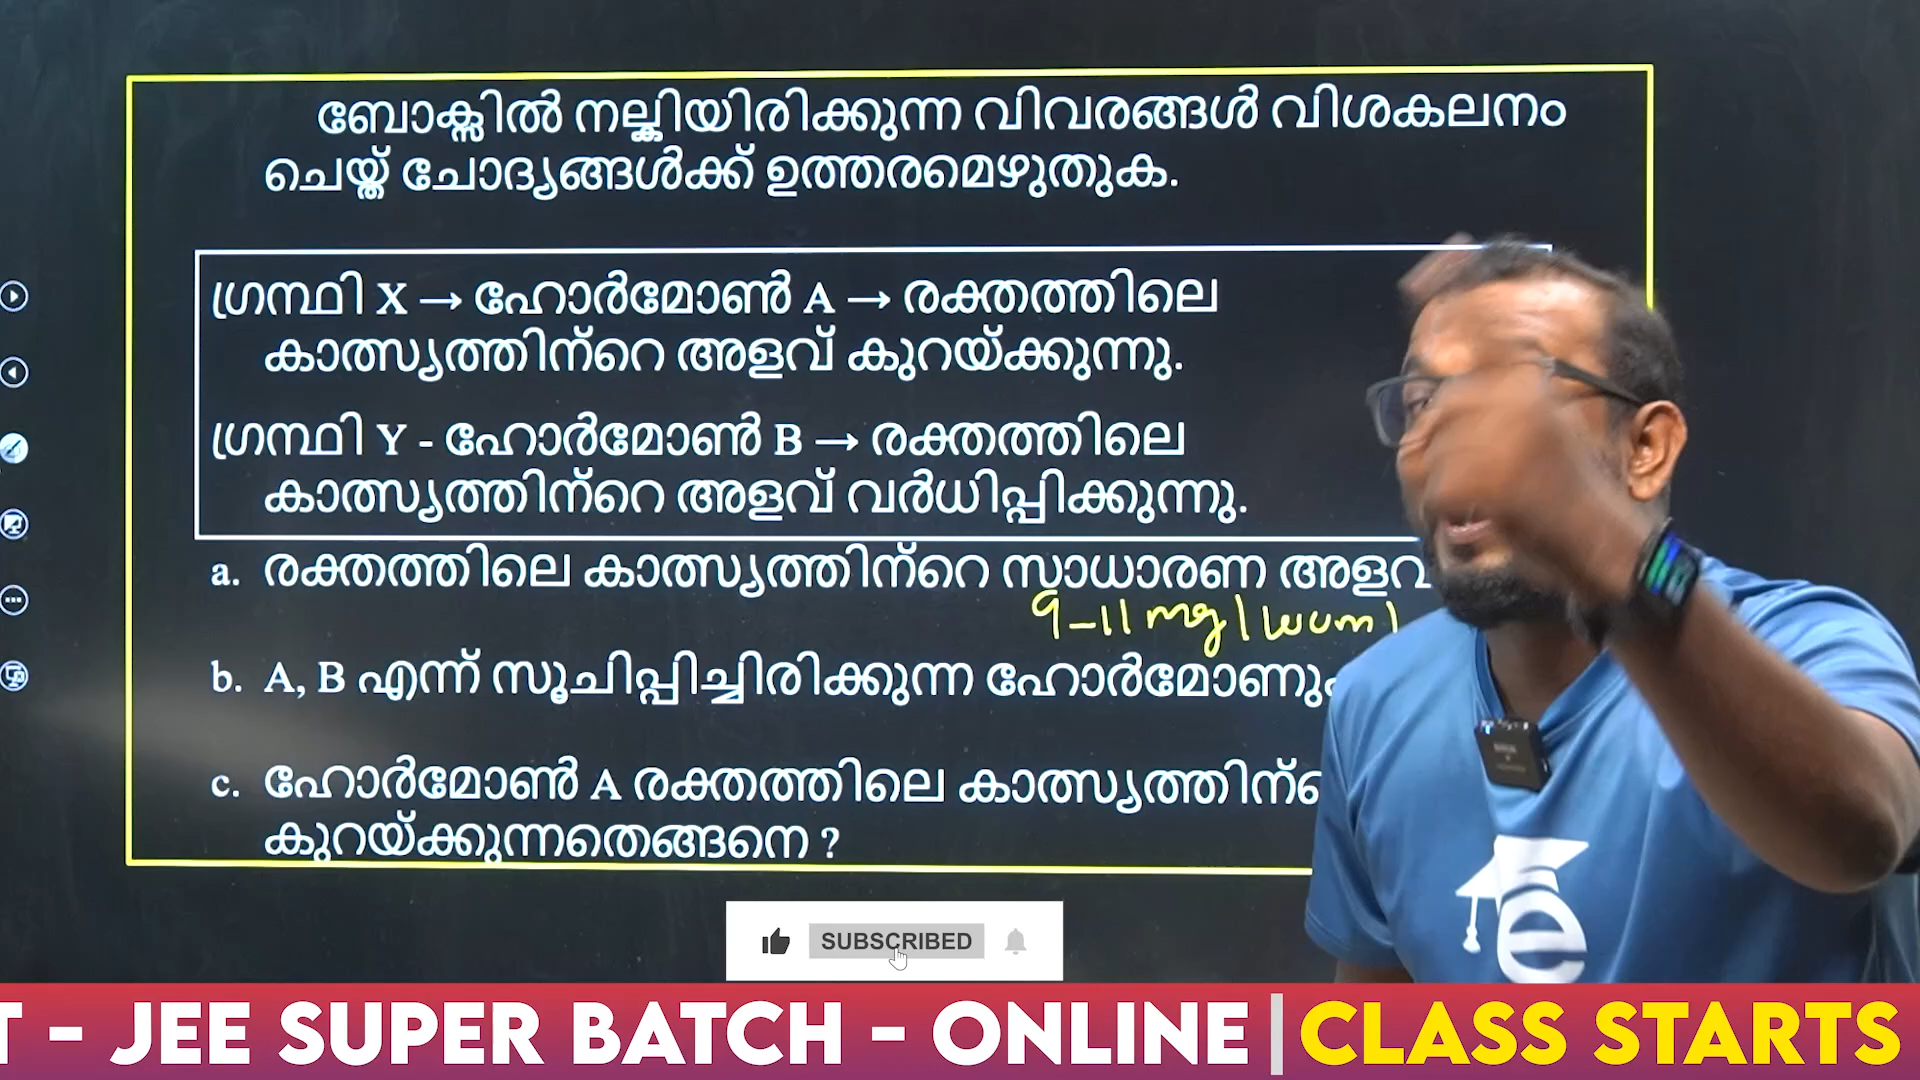 ബോക്സിൽ നല്കിയിരിക്കുന്ന വിവരങ്ങൾ വിശകലനം
ചെയ്ത് ചോദ്യങ്ങൾക്ക് ഉത്തരമെഴുതുക.
ഗ്രന്ഥി X → ഹോർമോൺ A → രക്തത്തിലെ
കാത്സ്യത്തിന്റെ അളവ് കുറയ്ക്കുന്നു.
ഗ്രന്ഥി Y - ഹോർമോൺ B → രക്തത്തിലെ
കാത്സ്യത്തിന്റെ അളവ് വർധിപ്പിക്കുന്നു.
a. രക്തത്തിലെ കാത്സ്യത്തിന്റെ സാധാരണ
9-11 mg/
b. A, B എന്ന് സൂചിപ്പിച്ചിരിക്കുന്ന
c. ഹോർമോൺ A രക്തത്തിലെ
കുറയ്ക്കുന്നതെങ്ങനെ ?
SUBSCRIBED
e
T - JEE SUPER BATCH - ONLINE | CLASS STARTS